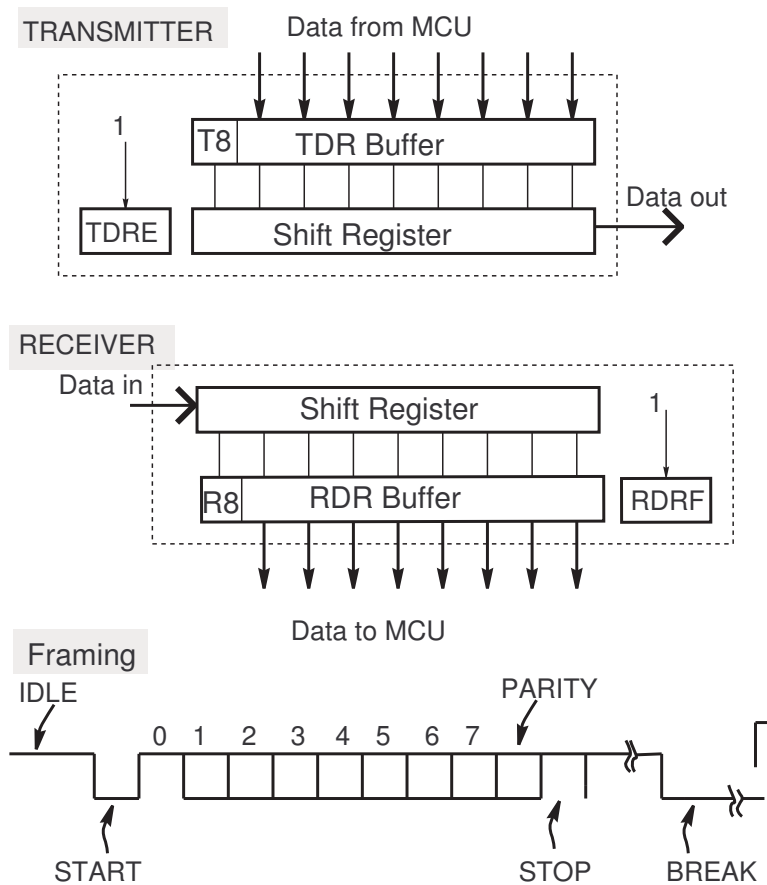 TRANSMITTER
Data from MCU
1
T8 TDR Buffer
Data out
TDRE
Shift Register
RECEIVER
Data in
Shift Register
1
R8 RDR Buffer
RDRF
Data to MCU
Framing
IDLE
PARITY
0 1 2 3 4 5 6 7
START
STOP
BREAK